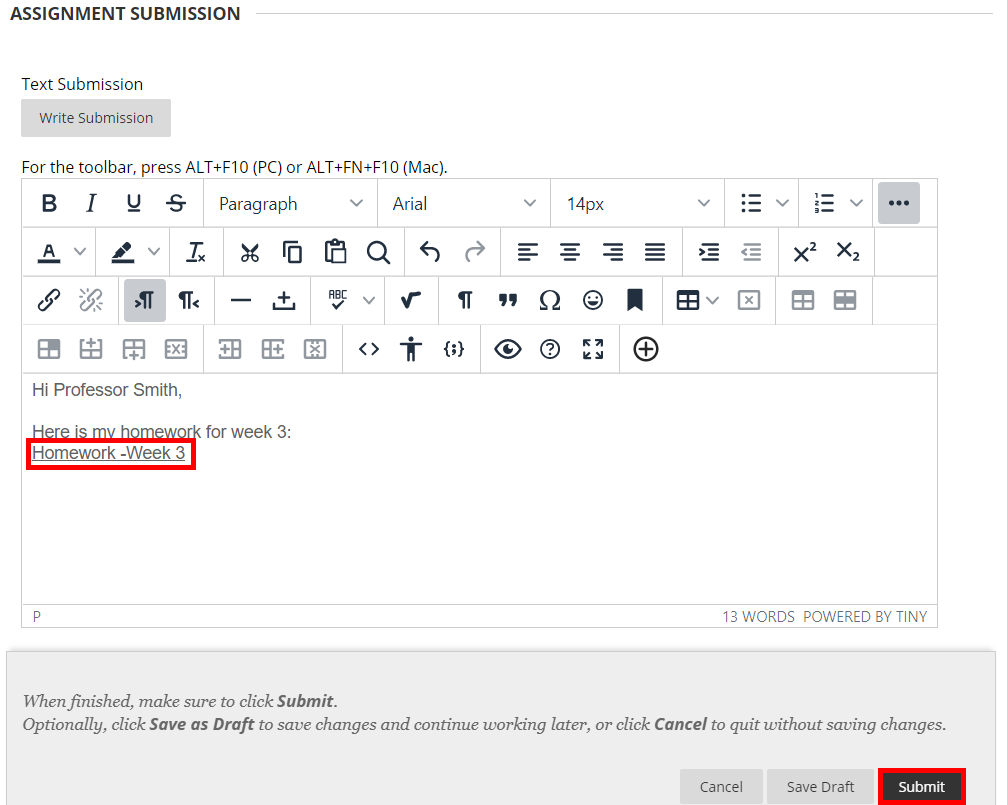 ASSIGNMENT SUBMISSION
Text Submission
Write Submission
For the toolbar, press ALT+F10 (PC) or ALT+FN+F10 (Mac).
B I U S Paragraph Arial 14px
A
ABC
Hi Professor Smith,
Here is my homework for week 3:
Homework -Week 3
P 13 WORDS POWERED BY TINY
When finished, make sure to click Submit.
Optionally, click Save as Draft to save changes and continue working later, or click Cancel to quit without saving changes.
Cancel Save Draft Submit